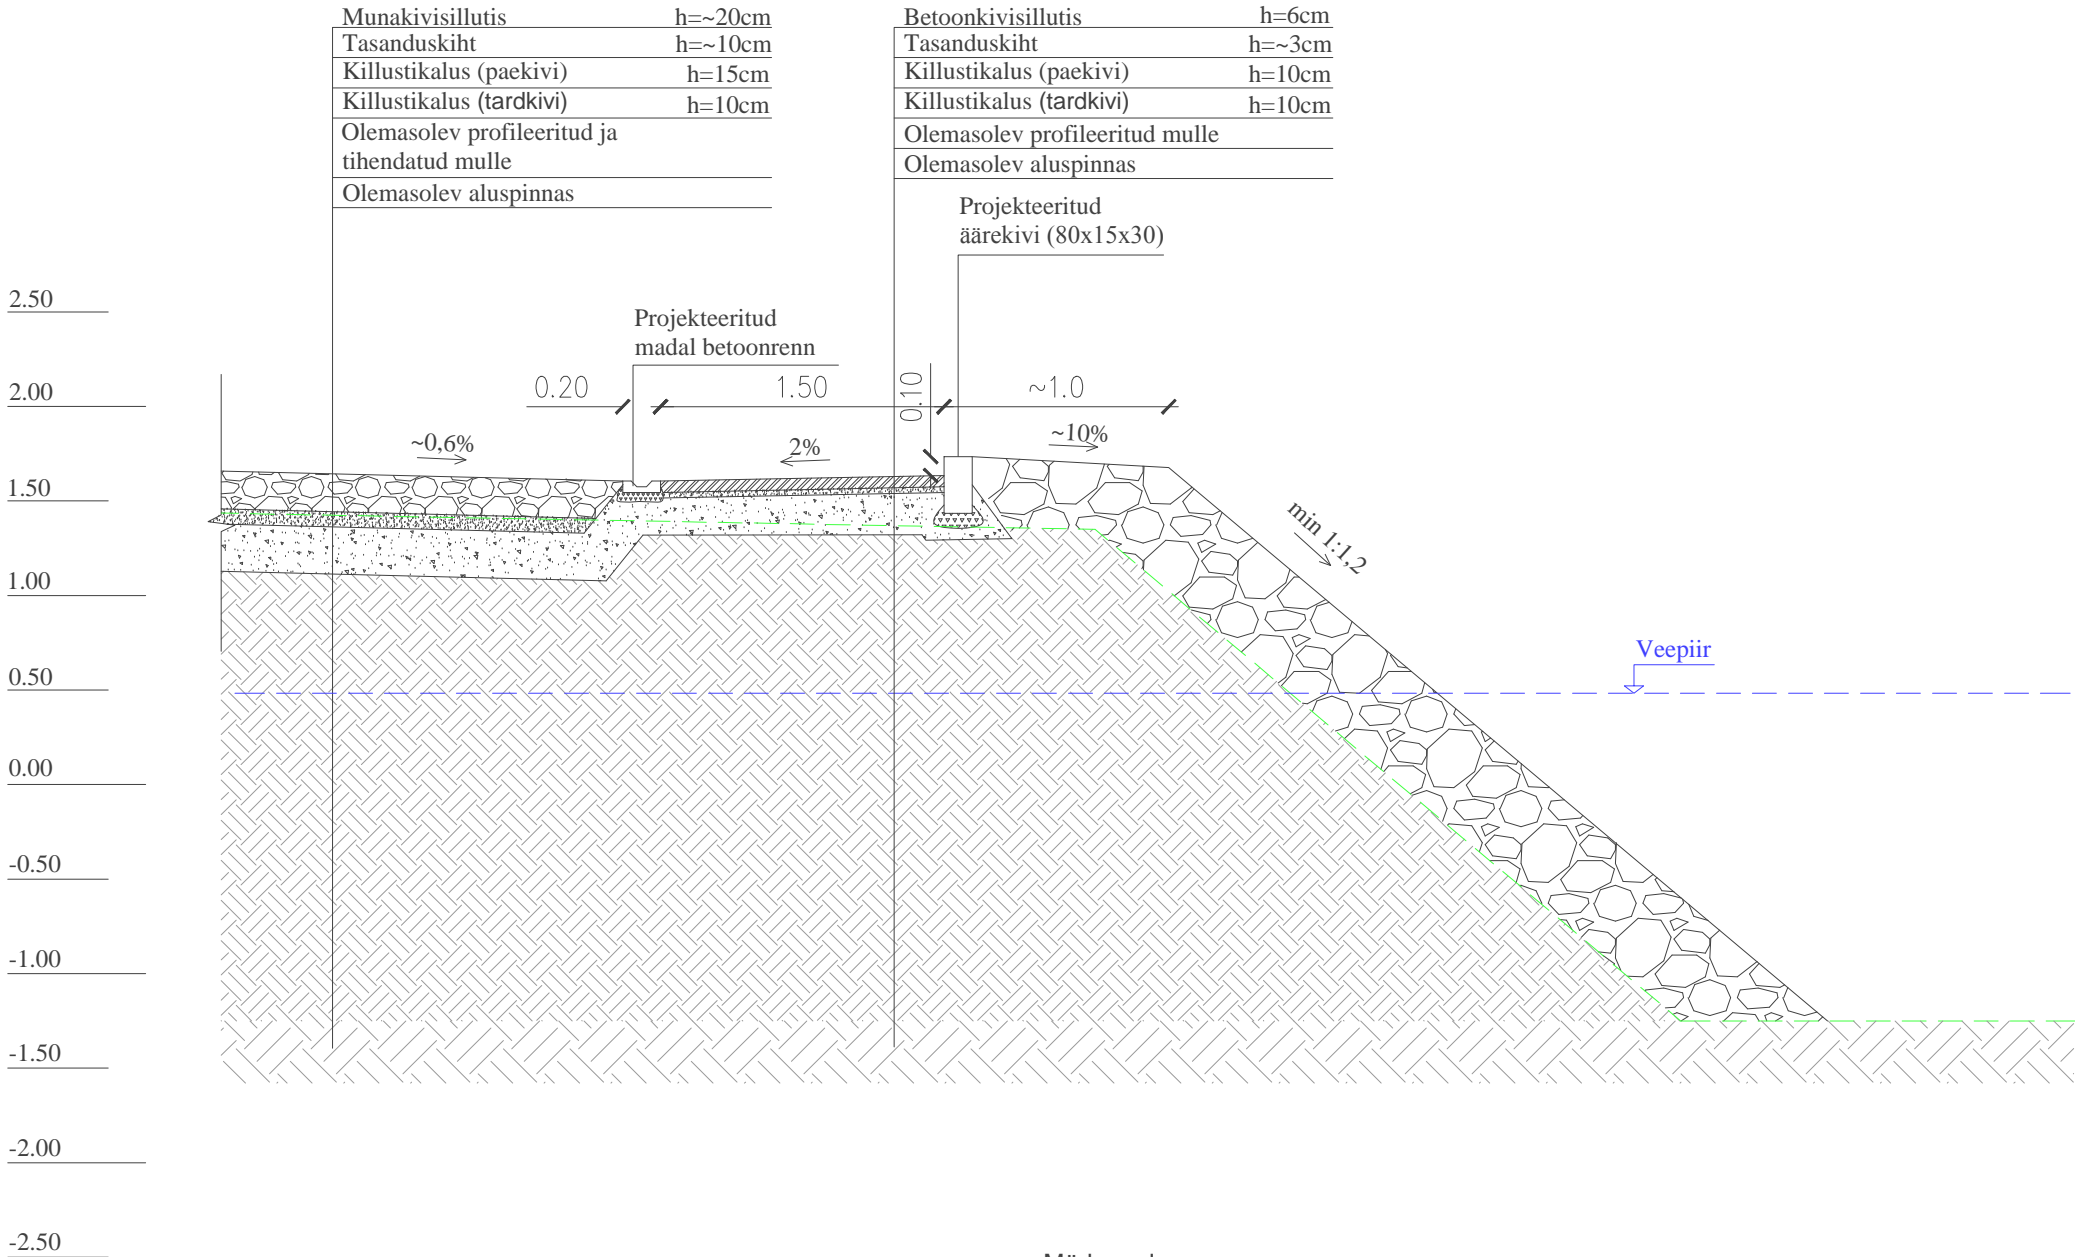 Munakivisillutis h=~20cm
Tasanduskiht h=~10cm
Killustikalus (paekivi) h=15cm
Killustikalus (tardkivi) h=10cm
Olemasolev profileeritud ja
tihendatud mulle
Olemasolev aluspinnas
Betoonkivisillutis h=6cm
Tasanduskiht h=~3cm
Killustikalus (paekivi) h=10cm
Killustikalus (tardkivi) h=10cm
Olemasolev profileeritud mulle
Olemasolev aluspinnas
Projekteeritud
äärekivi (80x15x30)
Projekteeritud
madal betoonrenn
0.20
1.50
0.10
~1.0
~0,6%
2%
~10%
min 1:1,2
Veepiir
2.50
2.00
1.50
1.00
0.50
0.00
-0.50
-1.00
-1.50
-2.00
-2.50